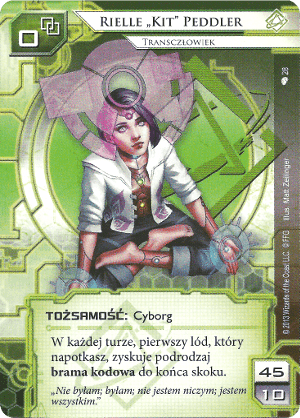 0
RIELLE „KIT” PEDDLER
TRANSCZŁOWIEK
28
Illus. Matt Zeilinger
© 2013 Wizards of the Coast LLC. © FFG
TOŻSAMOŚĆ: Cyborg
W każdej turze, pierwszy lód, który
napotkasz, zyskuje podrodzaj
brama kodowa do końca skoku.
„Nie byłam; byłam; nie jestem niczym; jestem
wszystkim.”
45
10